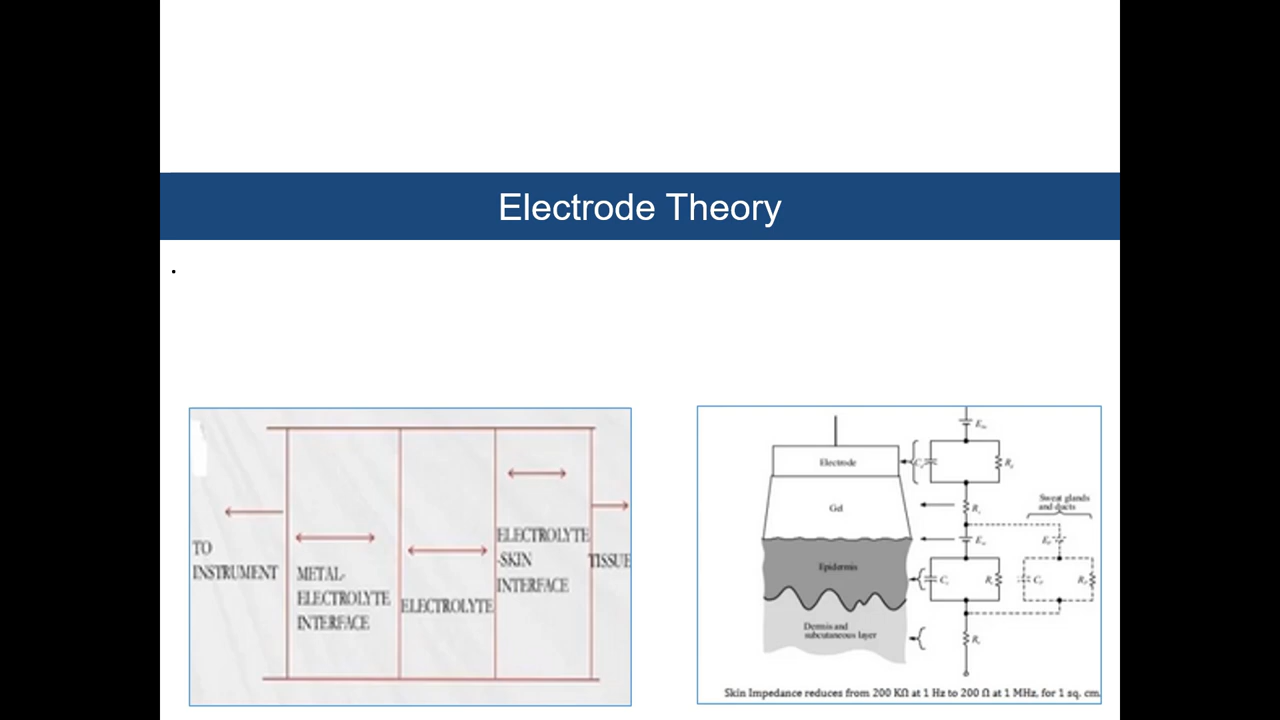 Electrode Theory
TO
INSTRUMENT
METAL-
ELECTROLYTE
INTERFACE
ELECTROLYTE
ELECTROLYTE
-SKIN
INTERFACE
TISSUE
Electrode
Gel
Epidermis
Dermis and
subcutaneous layer
Sweat glands
and ducts
Skin Impedance reduces from 200 KΩ at 1 Hz to 200 Ω at 1 MHz, for 1 sq. cm.